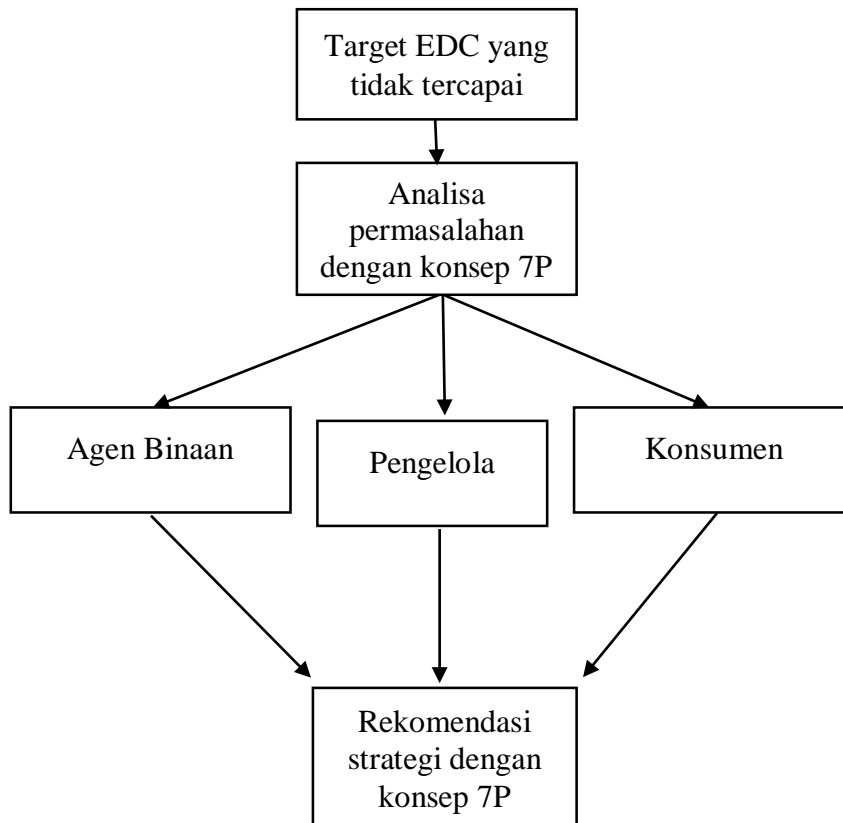 Target EDC yang
tidak tercapai
Analisa
permasalahan
dengan konsep 7P
Agen Binaan
Pengelola
Konsumen
Rekomendasi
strategi dengan
konsep 7P